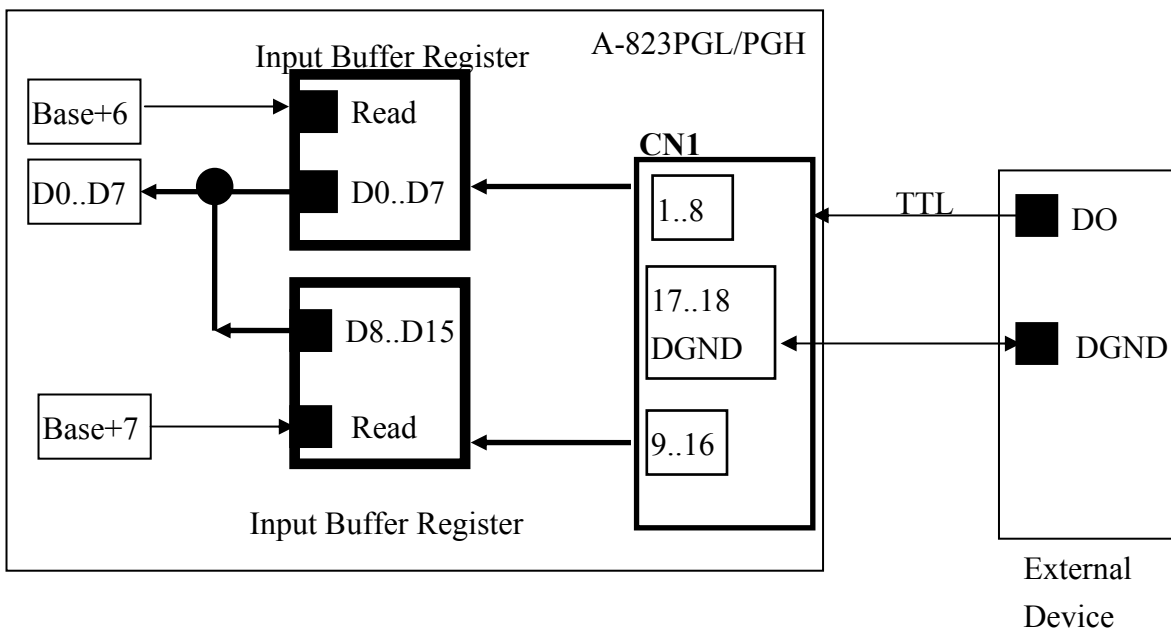 A-823PGL/PGH
Input Buffer Register
Base+6
Read
D0..D7
D0..D7
CN1
1..8
TTL
DO
17..18
DGND
DGND
D8..D15
Base+7
Read
9..16
Input Buffer Register
External
Device